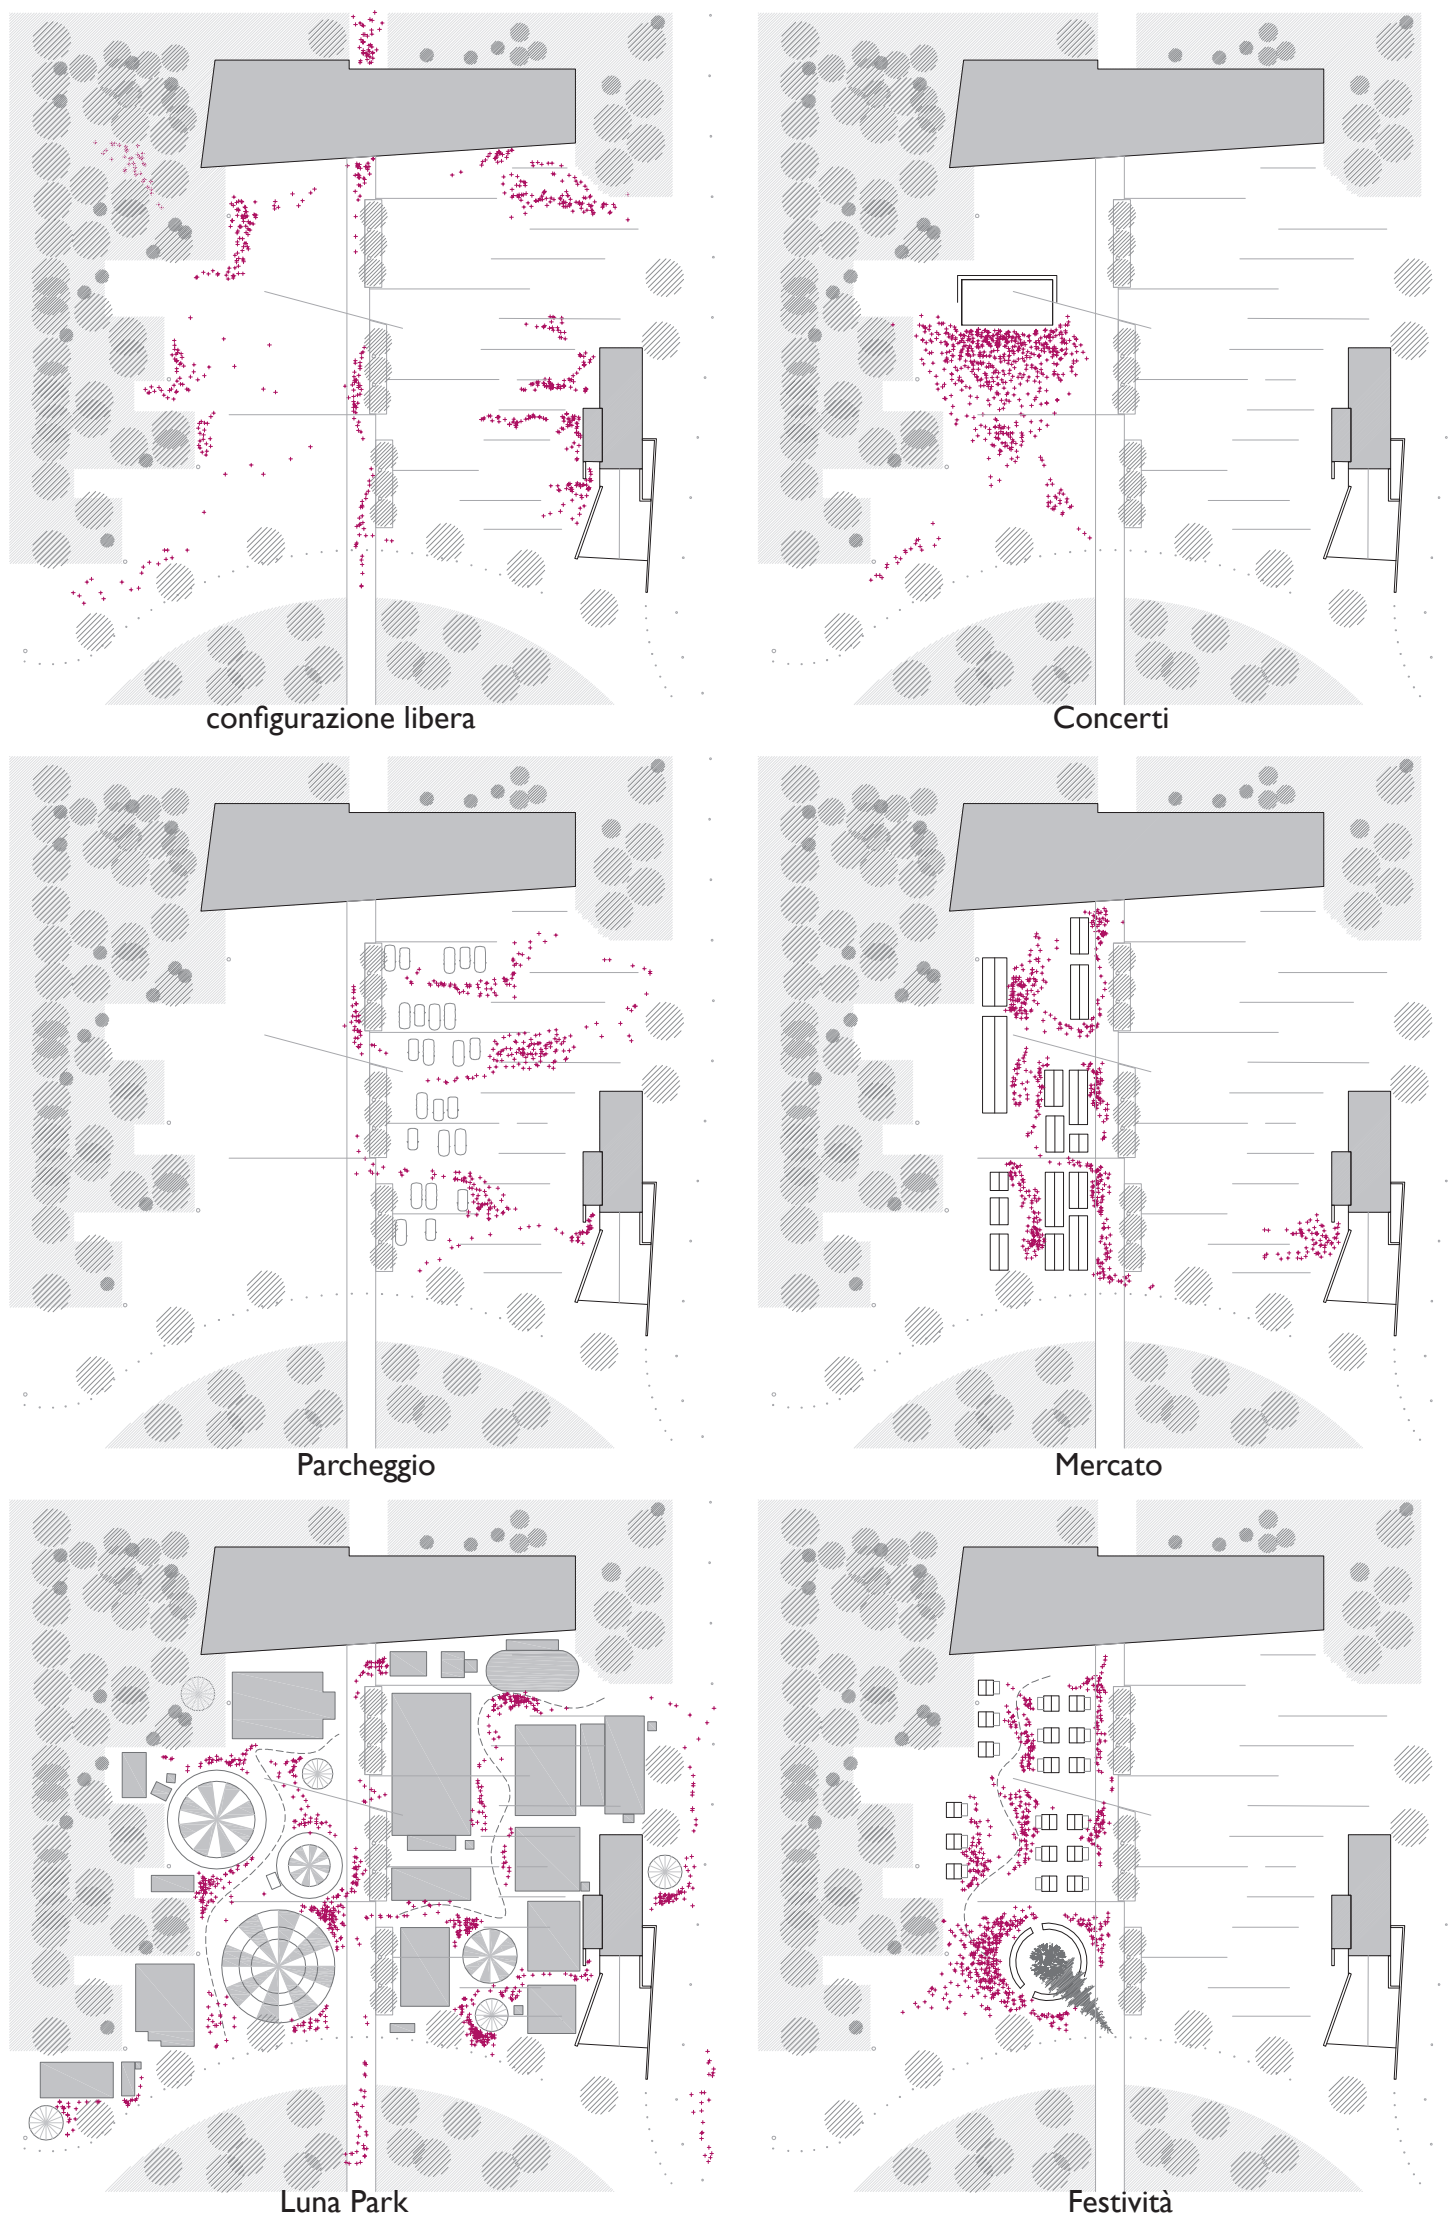 configurazione libera
Concerti
Parcheggio
Mercato
Luna Park
Festività